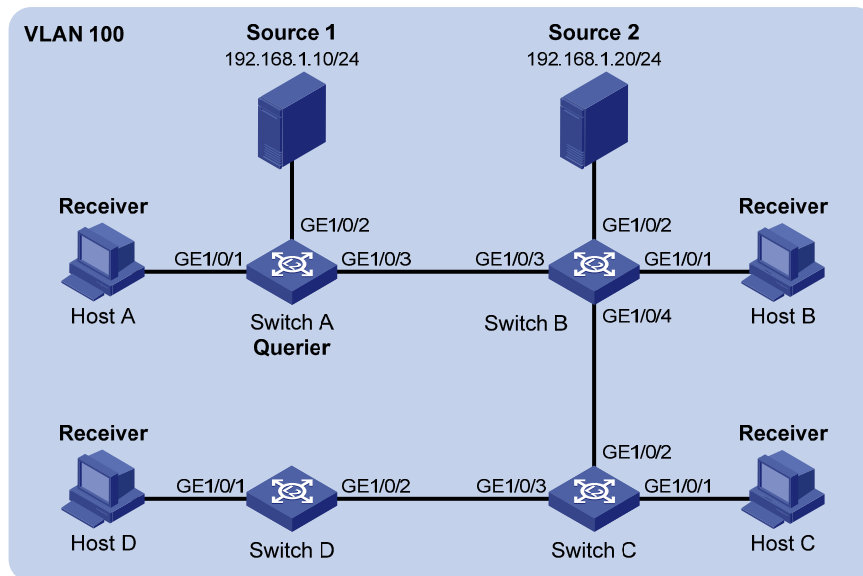 VLAN 100
Source 1
192.168.1.10/24
Source 2
192.168.1.20/24
Receiver
GE1/0/2
GE1/0/2
Receiver
GE1/0/1
GE1/0/3
GE1/0/3
GE1/0/1
Host A
Switch A
Querier
Switch B
GE1/0/4
Host B
Receiver
GE1/0/2
Receiver
GE1/0/1
GE1/0/2
GE1/0/3
GE1/0/1
Host D
Switch D
Switch C
Host C